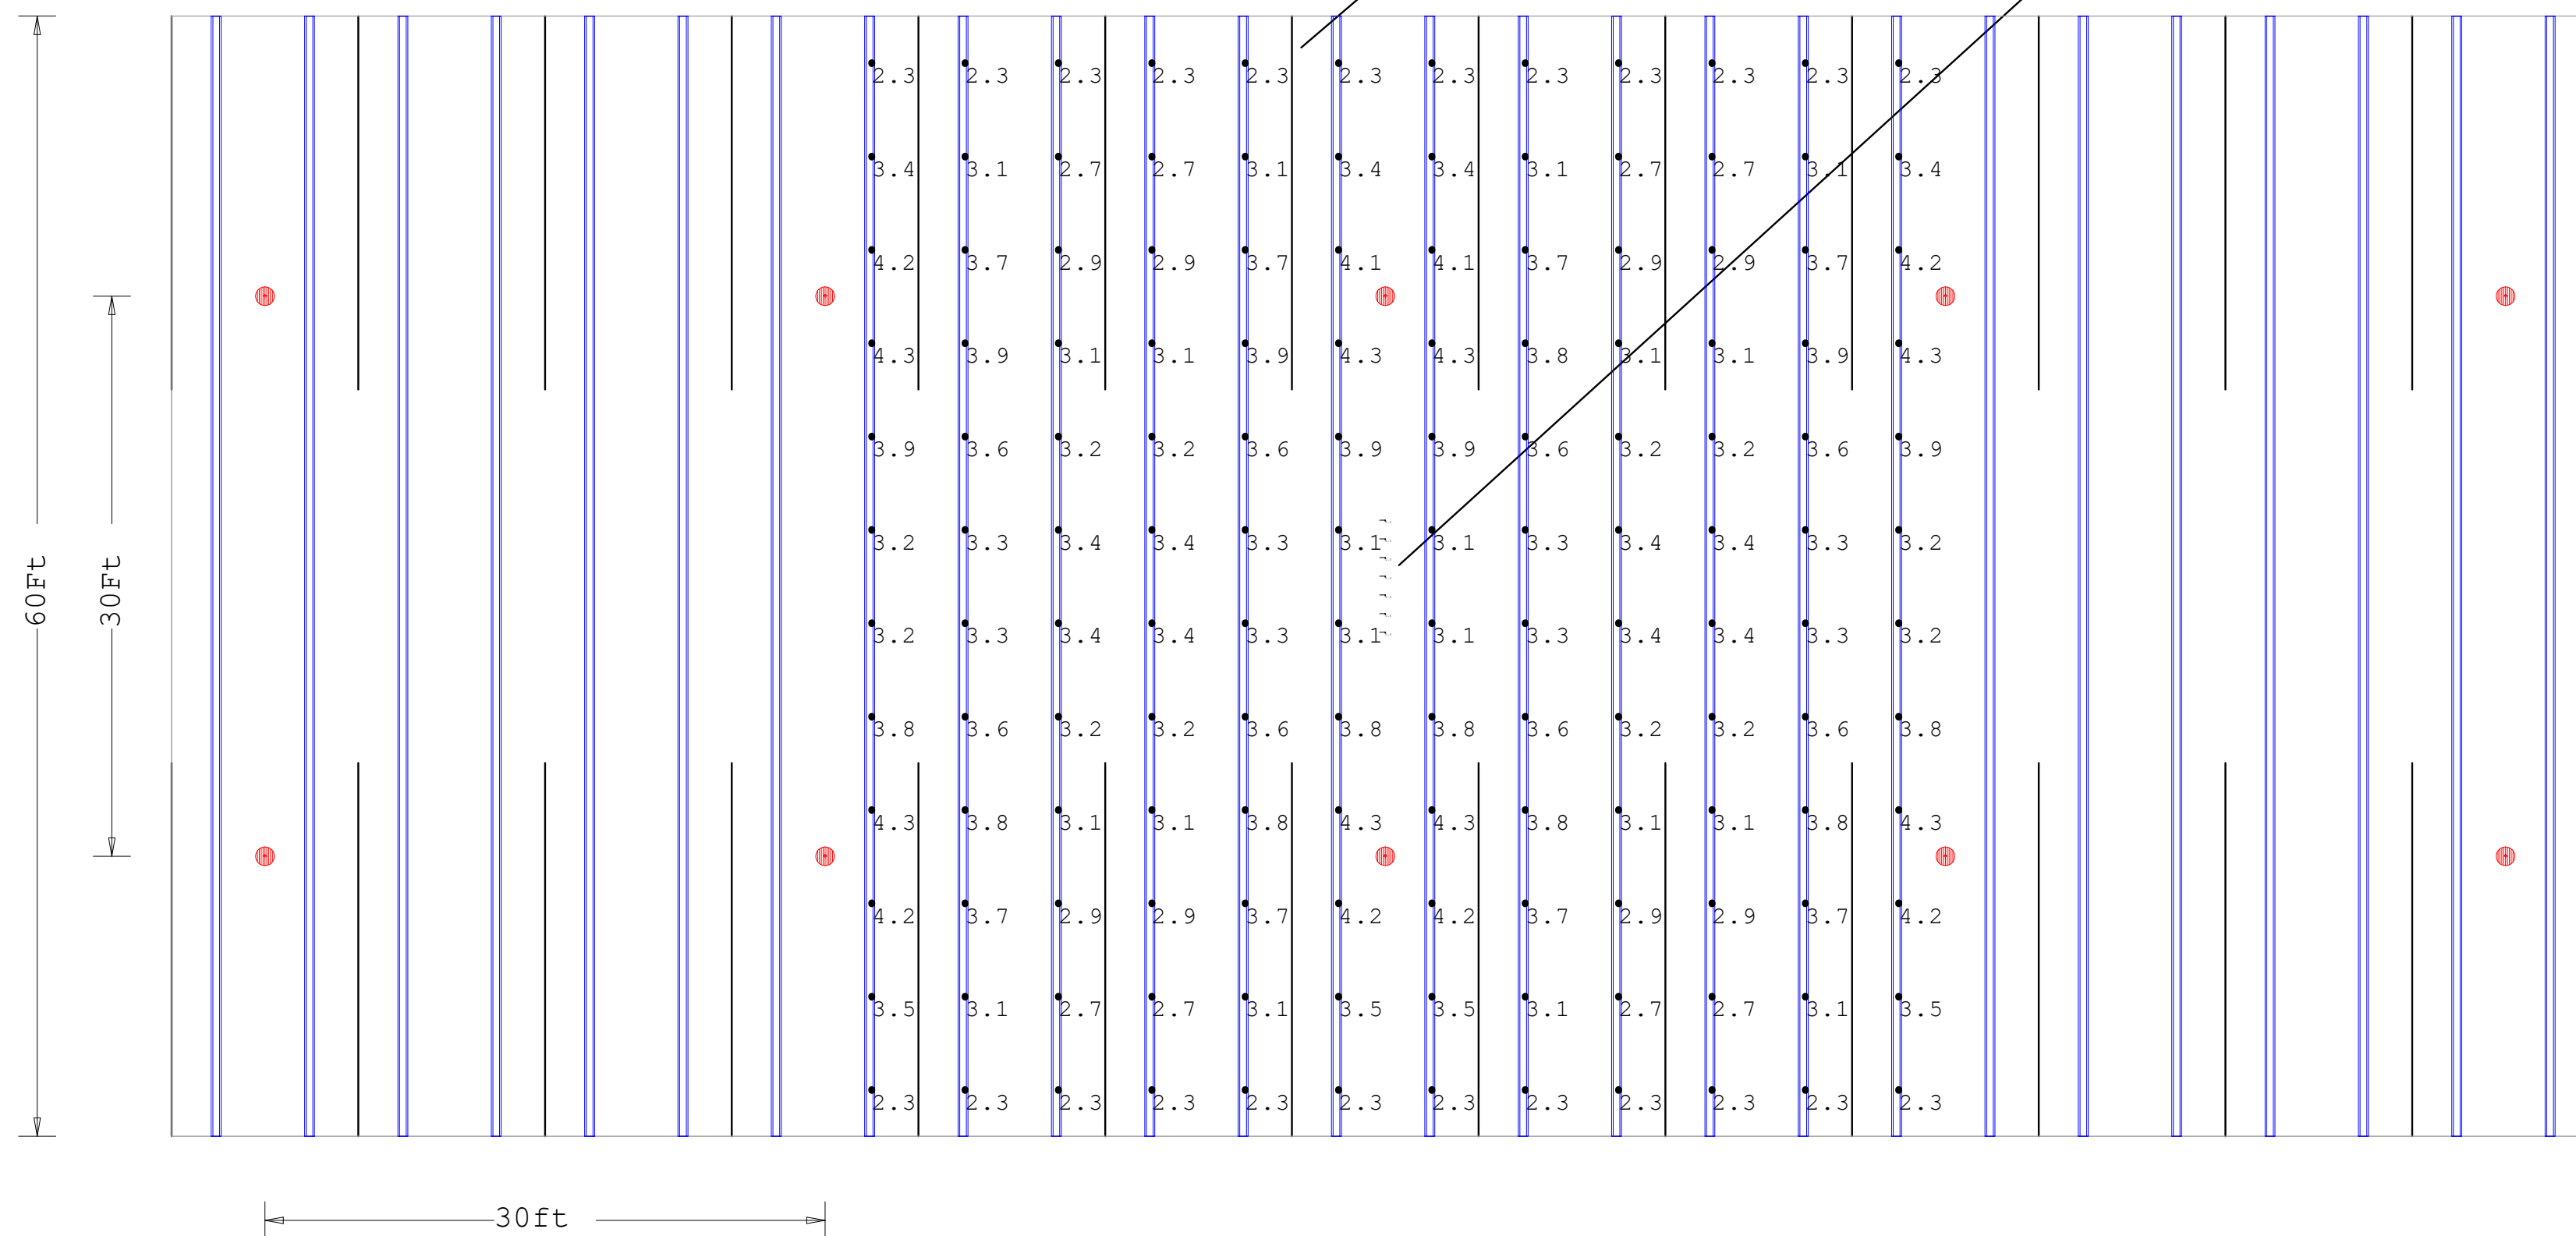 2.3 2.3 2.3 2.3 2.3 2.3 2.3 2.3 2.3 2.3 2.3 2.3
3.4 3.1 2.7 2.7 3.1 3.4 3.4 3.1 2.7 2.7 3.1 3.4
4.2 3.7 2.9 2.9 3.7 4.1 4.1 3.7 2.9 2.9 3.7 4.2
4.3 3.9 3.1 3.1 3.9 4.3 4.3 3.8 3.1 3.1 3.9 4.3
3.9 3.6 3.2 3.2 3.6 3.9 3.9 3.6 3.2 3.2 3.6 3.9
3.2 3.3 3.4 3.4 3.3 3.1 3.1 3.3 3.4 3.4 3.3 3.2
60Ft
30Ft
3.2 3.3 3.4 3.4 3.3 3.1 3.1 3.3 3.4 3.4 3.3 3.2
3.8 3.6 3.2 3.2 3.6 3.8 3.8 3.6 3.2 3.2 3.6 3.8
4.3 3.8 3.1 3.1 3.8 4.3 4.3 3.8 3.1 3.1 3.8 4.3
4.2 3.7 2.9 2.9 3.7 4.2 4.2 3.7 2.9 2.9 3.7 4.2
3.5 3.1 2.7 2.7 3.1 3.5 3.5 3.1 2.7 2.7 3.1 3.5
2.3 2.3 2.3 2.3 2.3 2.3 2.3 2.3 2.3 2.3 2.3 2.3
30ft